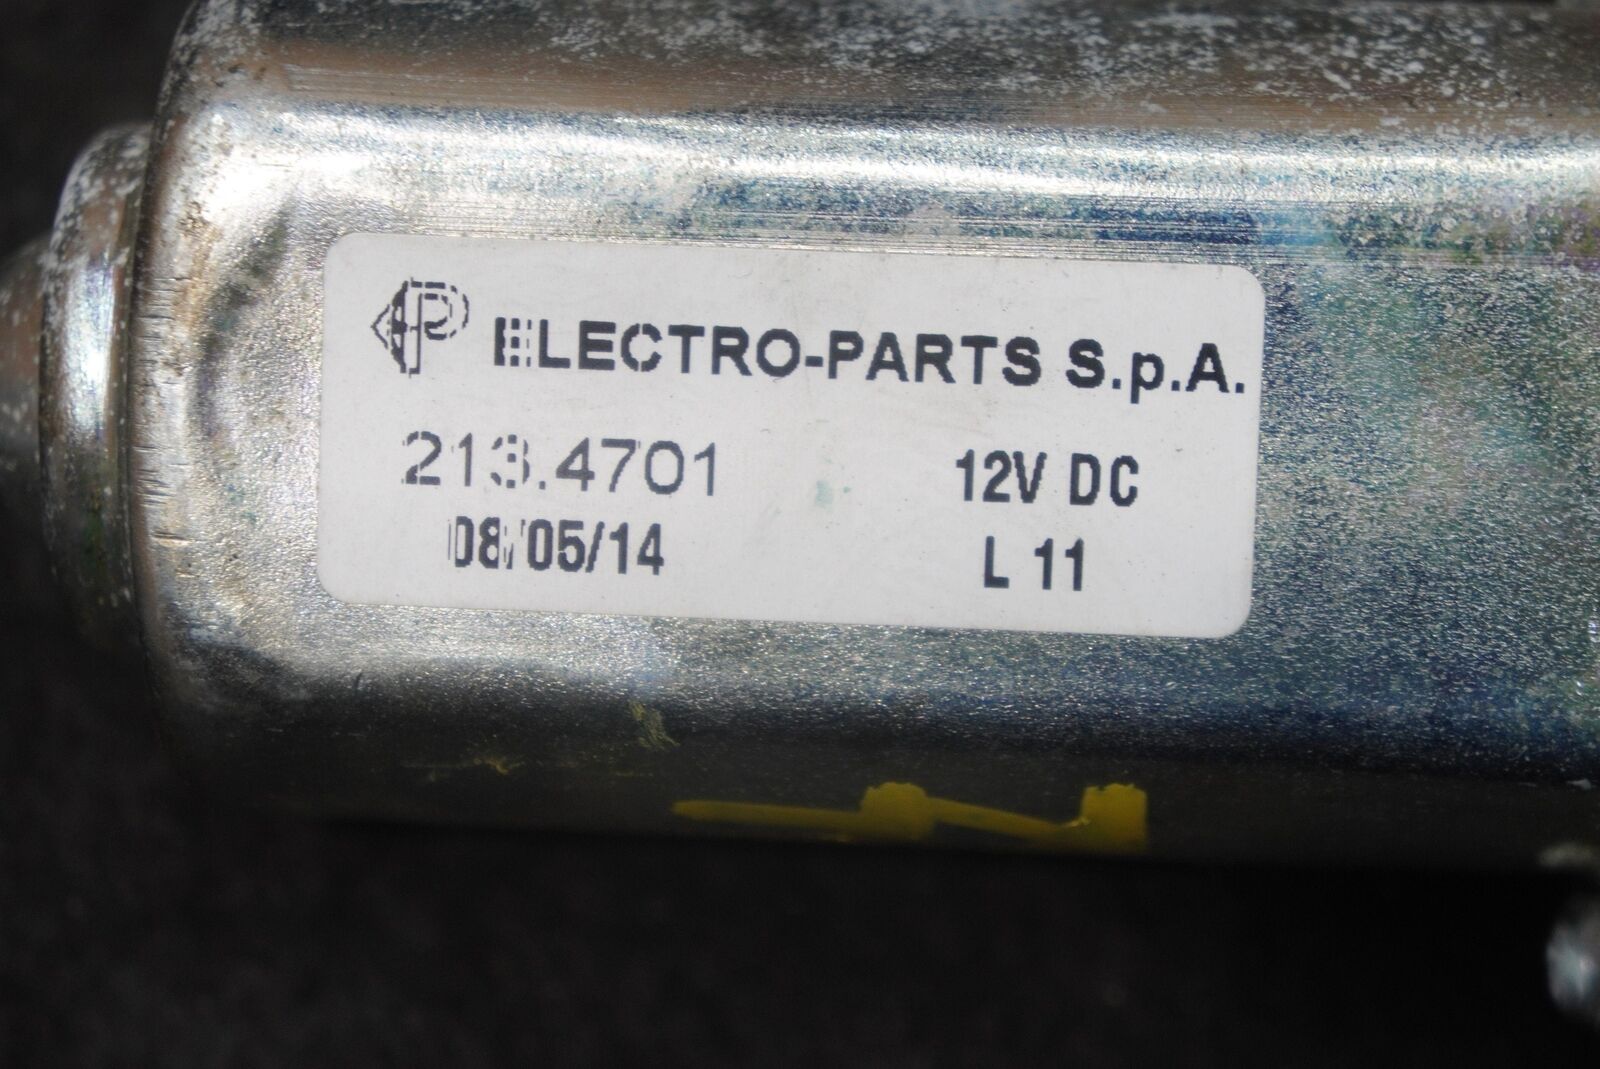 ELECTRO-PARTS S.p.A.
213.4701 12V DC
08/05/14 L 11